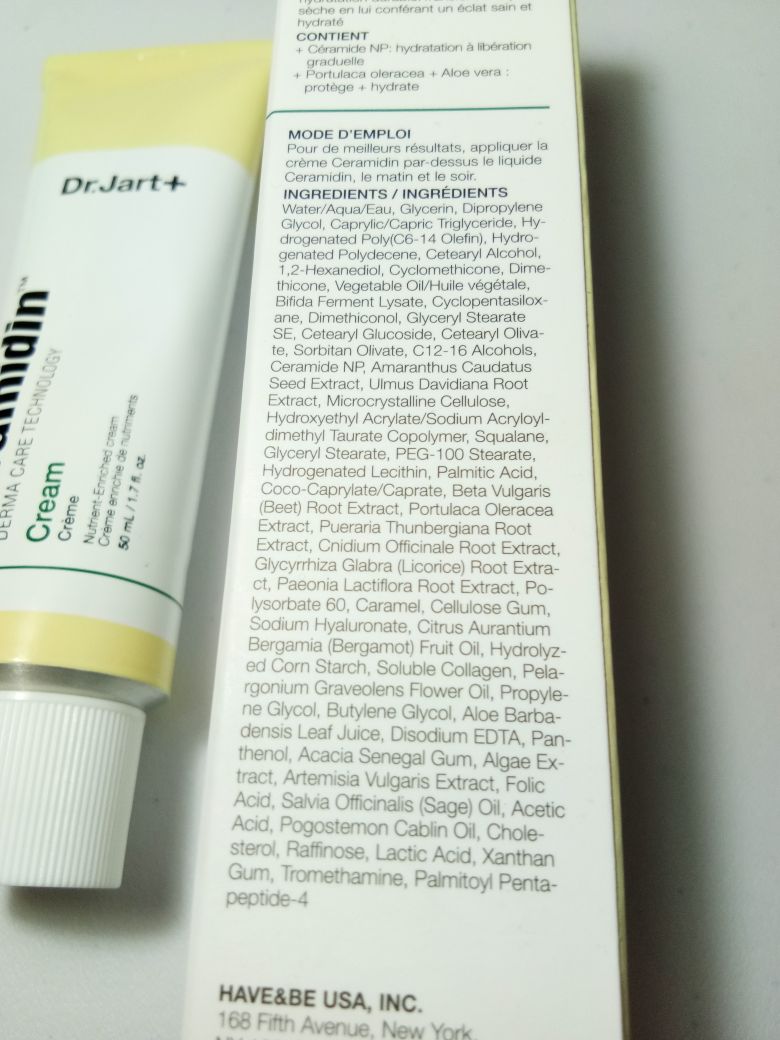 sèche en lui conférant un éclat sain et
hydraté
CONTIENT
+ Céramide NP: hydratation à libération
graduelle
+ Portulaca oleracea + Aloe vera :
protège + hydrate
MODE D'EMPLOI
Pour de meilleurs résultats, appliquer la
crème Ceramidin par-dessus le liquide
Ceramidin, le matin et le soir.
INGREDIENTS / INGRÉDIENTS
Water/Aqua/Eau, Glycerin, Dipropylene
Glycol, Caprylic/Capric Triglyceride, Hy-
drogenated Poly(C6-14 Olefin), Hydro-
genated Polydecene, Cetearyl Alcohol,
1,2-Hexanediol, Cyclomethicone, Dime-
thicone, Vegetable Oil/Huile végétale,
Bifida Ferment Lysate, Cyclopentasilox-
ane, Dimethiconol, Glyceryl Stearate
SE, Cetearyl Glucoside, Cetearyl Oliva-
te, Sorbitan Olivate, C12-16 Alcohols,
Ceramide NP, Amaranthus Caudatus
Seed Extract, Ulmus Davidiana Root
Extract, Microcrystalline Cellulose,
Hydroxyethyl Acrylate/Sodium Acryloyl-
dimethyl Taurate Copolymer, Squalane,
Glyceryl Stearate, PEG-100 Stearate,
Hydrogenated Lecithin, Palmitic Acid,
Coco-Caprylate/Caprate, Beta Vulgaris
(Beet) Root Extract, Portulaca Oleracea
Extract, Pueraria Thunbergiana Root
Extract, Cnidium Officinale Root Extract,
Glycyrrhiza Glabra (Licorice) Root Extra-
ct, Paeonia Lactiflora Root Extract, Po-
lysorbate 60, Caramel, Cellulose Gum,
Sodium Hyaluronate, Citrus Aurantium
Bergamia (Bergamot) Fruit Oil, Hydrolyz-
ed Corn Starch, Soluble Collagen, Pela-
rgonium Graveolens Flower Oil, Propyle-
ne Glycol, Butylene Glycol, Aloe Barba-
densis Leaf Juice, Disodium EDTA, Pan-
thenol, Acacia Senegal Gum, Algae Ex-
tract, Artemisia Vulgaris Extract, Folic
Acid, Salvia Officinalis (Sage) Oil, Acetic
Acid, Pogostemon Cablin Oil, Chole-
sterol, Raffinose, Lactic Acid, Xanthan
Gum, Tromethamine, Palmitoyl Penta-
peptide-4
HAVE&BE USA, INC.
168 Fifth Avenue, New York,
Dr.Jart+
DERMA CARE TECHNOLOGY
Cream
Crème
Nutrient-Enriched cream
Crème enrichie de nutriments
50 mL / 1.7 fl. oz.